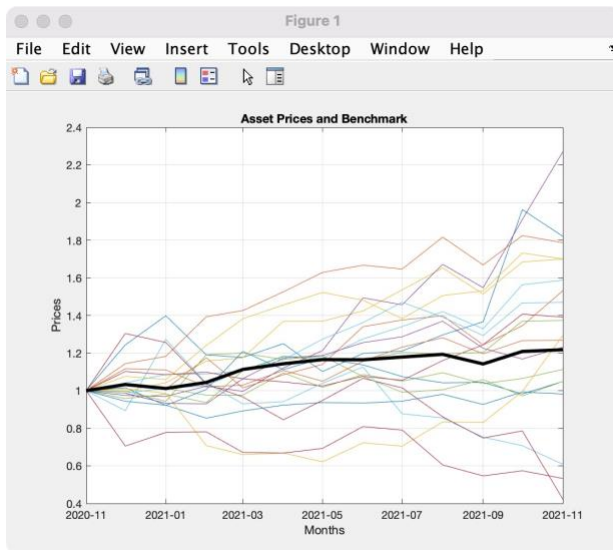 Figure 1
File Edit View Insert Tools Desktop Window Help
Asset Prices and Benchmark
2.4
2.2
2
1.8
1.6
1.4
1.2
1
0.8
0.6
0.4
Prices
2020-11 2021-01 2021-03 2021-05 2021-07 2021-09 2021-11
Months